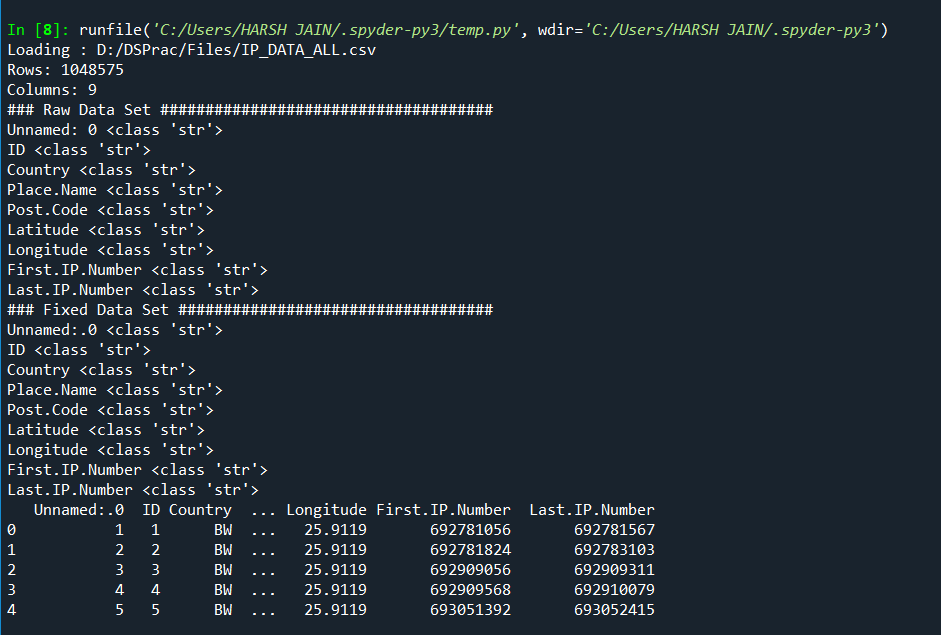 In [8]: runfile('C:/Users/HARSH JAIN/.spyder-py3/temp.py', wdir='C:/Users/HARSH JAIN/.spyder-py3')
Loading : D:/DSPrac/Files/IP_DATA_ALL.csv
Rows: 1048575
Columns: 9
### Raw Data Set #####################################
Unnamed: 0 <class 'str'>
ID <class 'str'>
Country <class 'str'>
Place.Name <class 'str'>
Post.Code <class 'str'>
Latitude <class 'str'>
Longitude <class 'str'>
First.IP.Number <class 'str'>
Last.IP.Number <class 'str'>
### Fixed Data Set ###################################
Unnamed:.0 <class 'str'>
ID <class 'str'>
Country <class 'str'>
Place.Name <class 'str'>
Post.Code <class 'str'>
Latitude <class 'str'>
Longitude <class 'str'>
First.IP.Number <class 'str'>
Last.IP.Number <class 'str'>
   Unnamed:.0  ID Country  ... Longitude First.IP.Number  Last.IP.Number
0           1   1      BW  ...   25.9119       692781056       692781567
1           2   2      BW  ...   25.9119       692781824       692783103
2           3   3      BW  ...   25.9119       692909056       692909311
3           4   4      BW  ...   25.9119       692909568       692910079
4           5   5      BW  ...   25.9119       693051392       693052415